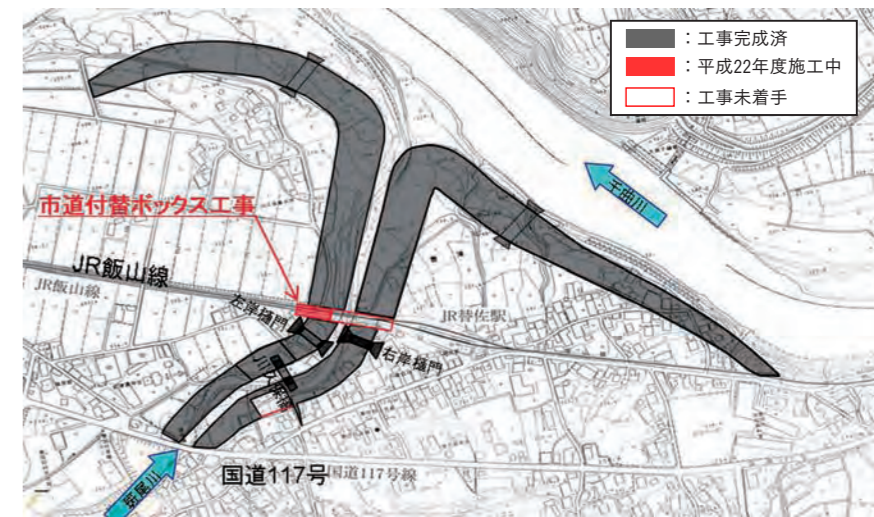 ：工事完成済
：平成22年度施工中
：工事未着手
千曲川
市道付替ボックス工事
JR飯山線
JR飯山線
JR替佐駅
左岸樋門
右岸樋門
斑尾川
国道117号
国道117号線